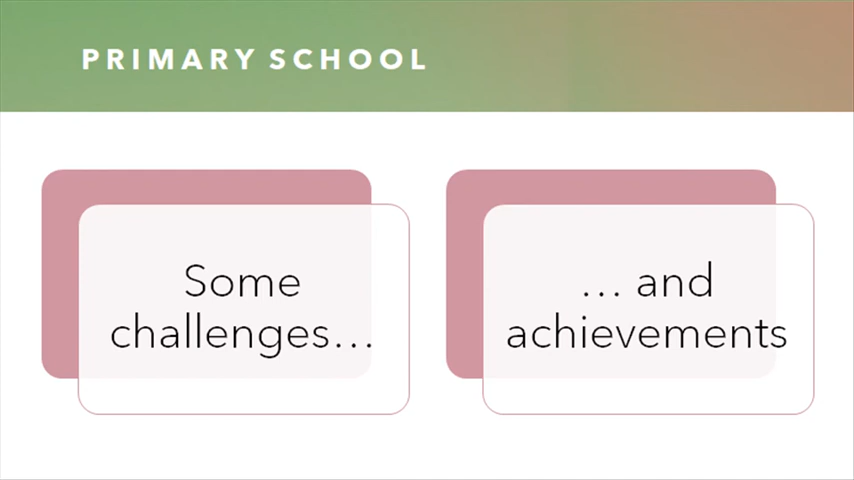 PRIMARY SCHOOL
Some
challenges...
... and
achievements